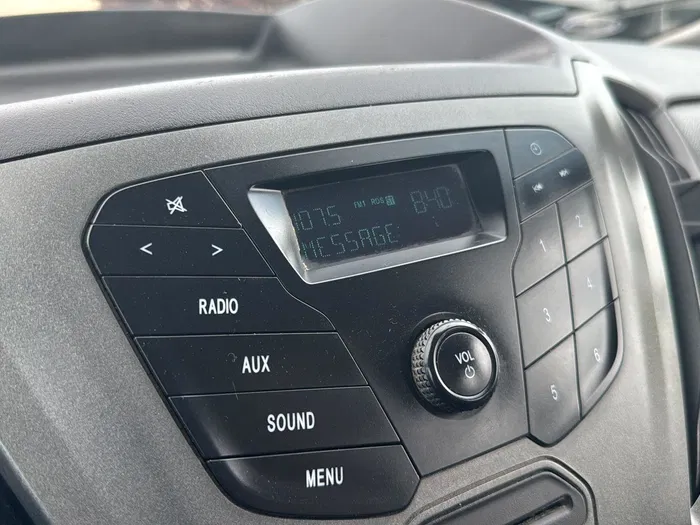 107.5 FM1 RDS 8:40
MESSAGE
< >
RADIO
AUX
SOUND
MENU
VOL
1 2
3 4
5 6